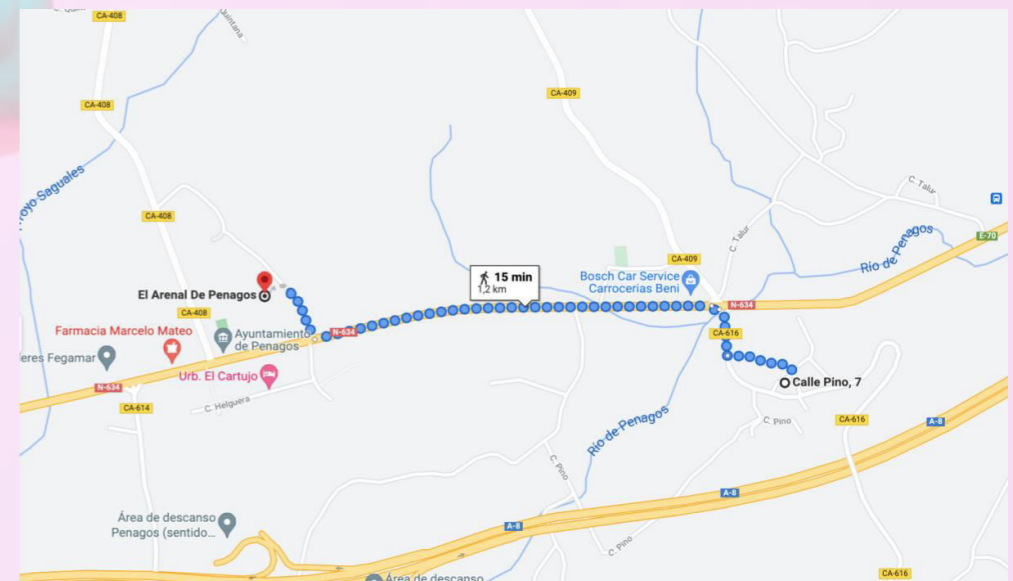 CA-408
Quintana
CA-408
CA-409
Arroyo Saguales
CA-408
C. Talur
C. Talur
Río de Penagos
E-70
CA-409
15 min
1,2 km
Bosch Car Service
Carrocerias Beni
El Arenal De Penagos
CA-408
N-634
N-634
Farmacia Marcelo Mateo
Ayuntamiento
de Penagos
CA-616
eres Fegamar
Urb. El Cartujo
Calle Pino, 7
N-634
CA-614
C. Helguera
Río de Penagos
C. Pino
CA-616
A-8
C. Pino
A-8
Área de descanso
Penagos (sentido...
A-8
C. Pino
CA-616
Área de descanso